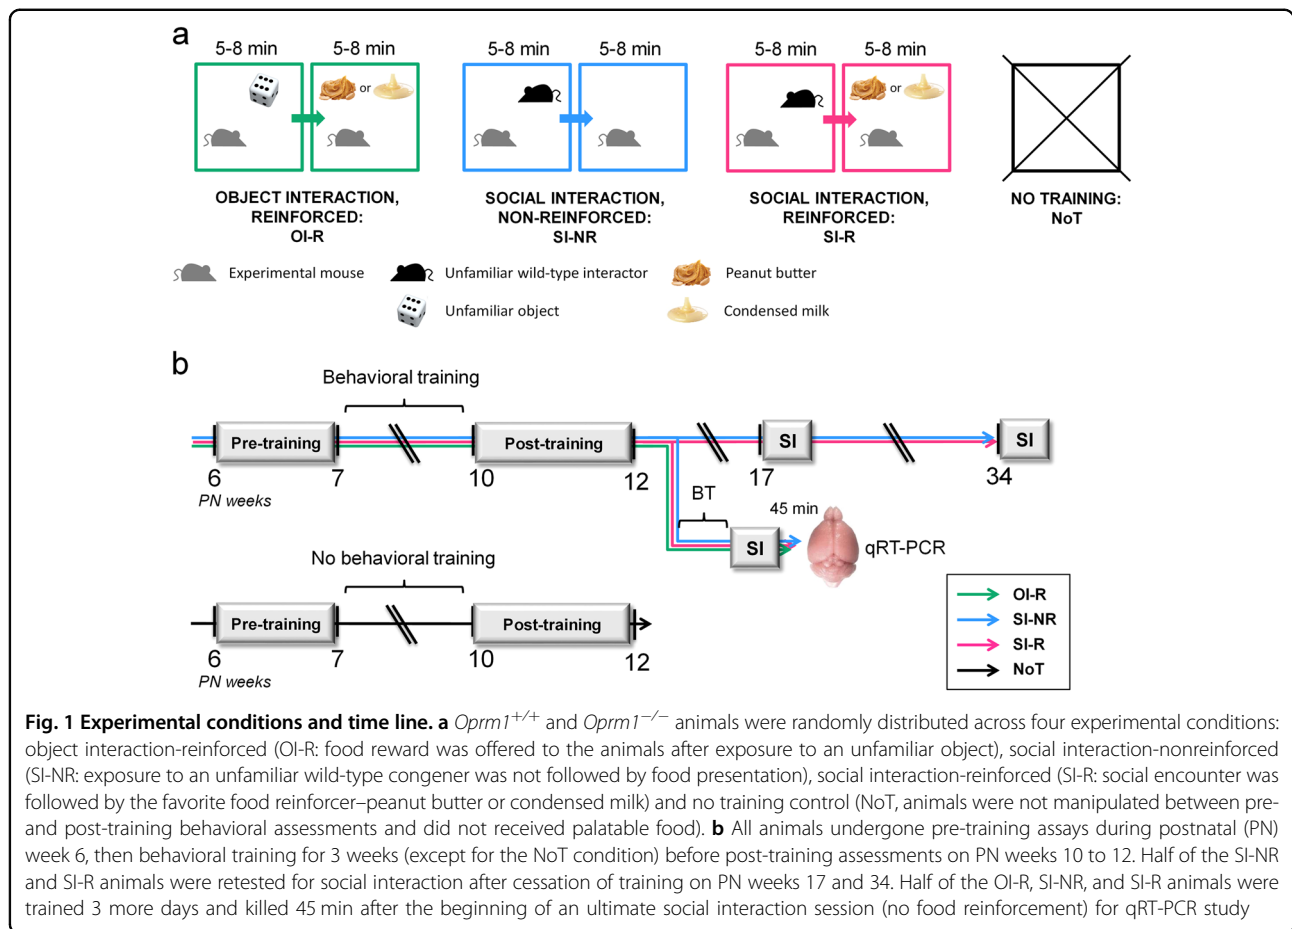 a
5-8 min 5-8 min 5-8 min 5-8 min 5-8 min 5-8 min
or or
OBJECT INTERACTION,
REINFORCED:
OI-R
SOCIAL INTERACTION,
NON-REINFORCED:
SI-NR
SOCIAL INTERACTION,
REINFORCED:
SI-R
NO TRAINING:
NoT
Experimental mouse Unfamiliar wild-type interactor Peanut butter
Unfamiliar object Condensed milk
b
Behavioral training
Pre-training Post-training SI SI
6 7 10 12 17 34
PN weeks
BT 45 min
SI qRT-PCR
No behavioral training
Pre-training Post-training
6 7 10 12
PN weeks
OI-R
SI-NR
SI-R
NoT
Fig. 1 Experimental conditions and time line. a Oprm1+/+ and Oprm1−/− animals were randomly distributed across four experimental conditions:
object interaction-reinforced (OI-R: food reward was offered to the animals after exposure to an unfamiliar object), social interaction-nonreinforced
(SI-NR: exposure to an unfamiliar wild-type congener was not followed by food presentation), social interaction-reinforced (SI-R: social encounter was
followed by the favorite food reinforcer–peanut butter or condensed milk) and no training control (NoT, animals were not manipulated between pre-
and post-training behavioral assessments and did not received palatable food). b All animals undergone pre-training assays during postnatal (PN)
week 6, then behavioral training for 3 weeks (except for the NoT condition) before post-training assessments on PN weeks 10 to 12. Half of the SI-NR
and SI-R animals were retested for social interaction after cessation of training on PN weeks 17 and 34. Half of the OI-R, SI-NR, and SI-R animals were
trained 3 more days and killed 45 min after the beginning of an ultimate social interaction session (no food reinforcement) for qRT-PCR study